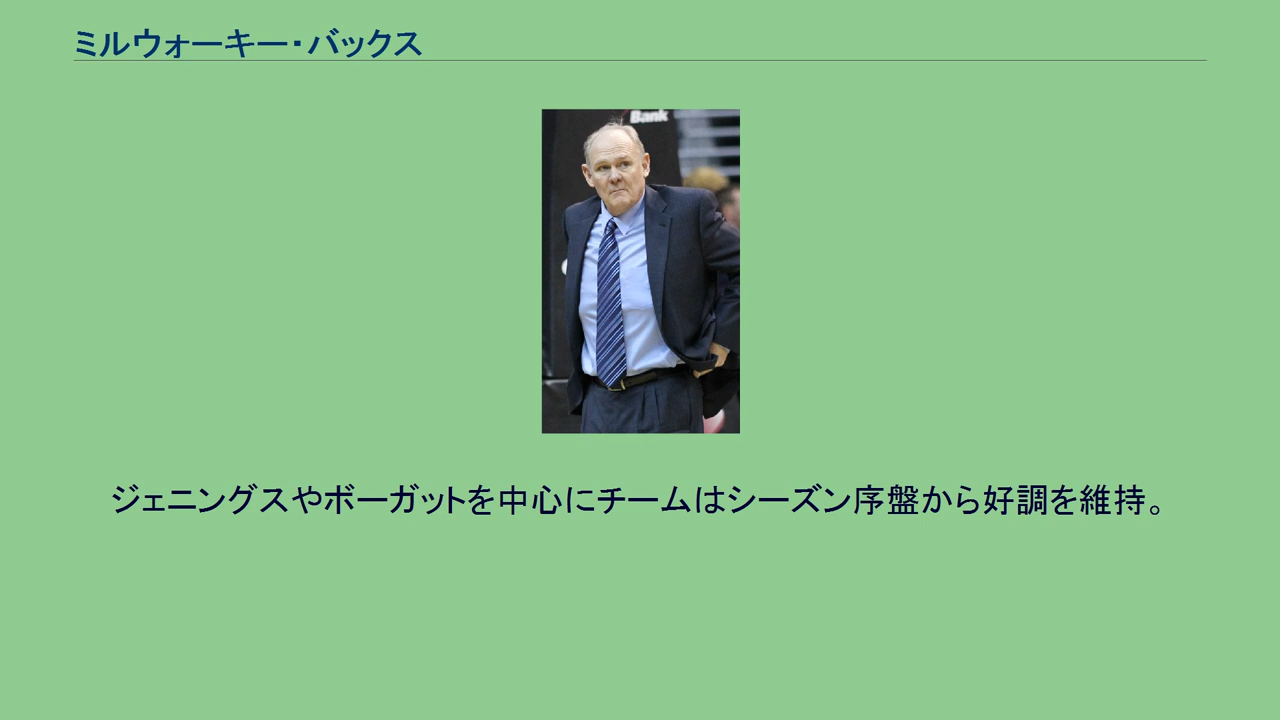 ミルウォーキー・バックス
Bank
ジェニングスやボーガットを中心にチームはシーズン序盤から好調を維持。